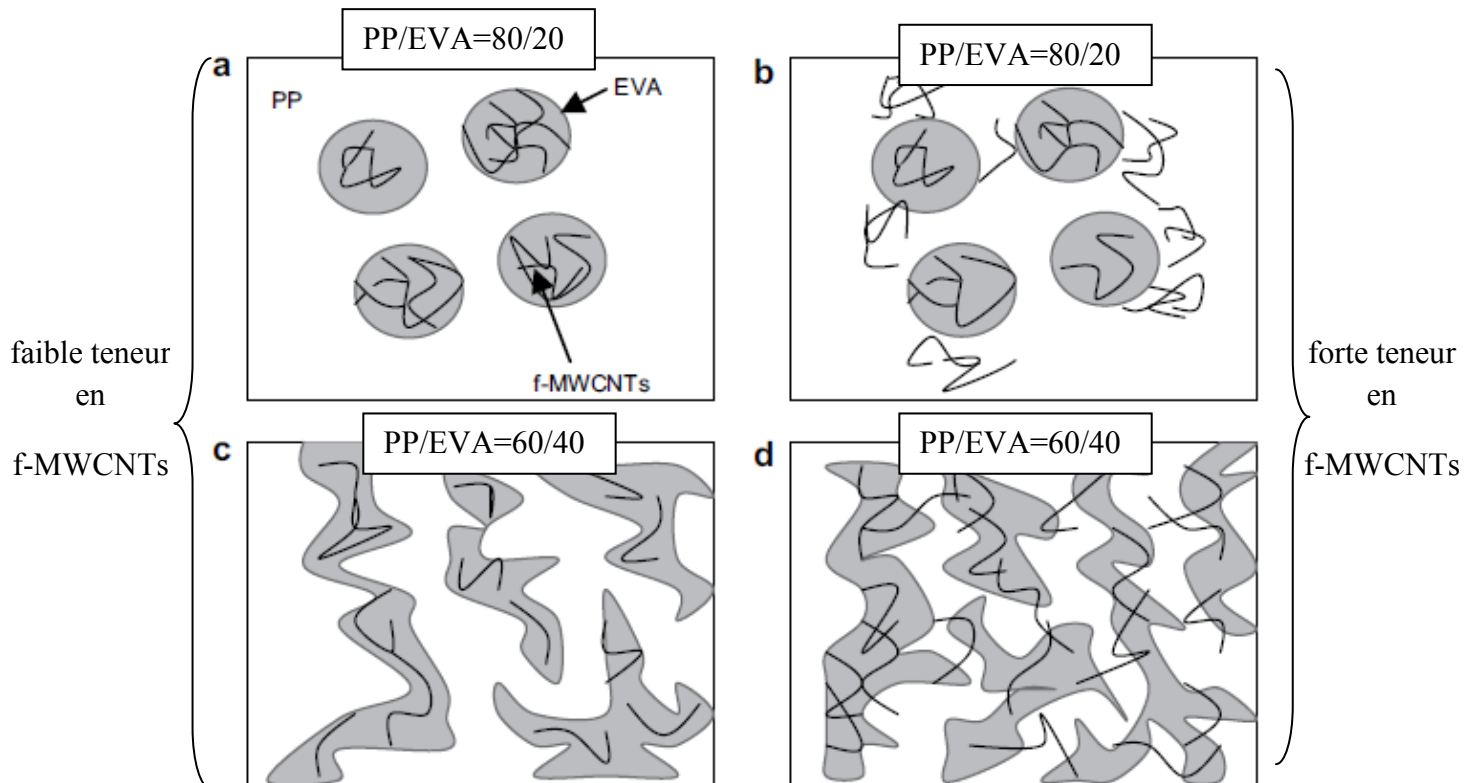 PP/EVA=80/20
a
PP
EVA
f-MWCNTs
PP/EVA=80/20
b
faible teneur
en
f-MWCNTs
forte teneur
en
f-MWCNTs
PP/EVA=60/40
c
PP/EVA=60/40
d